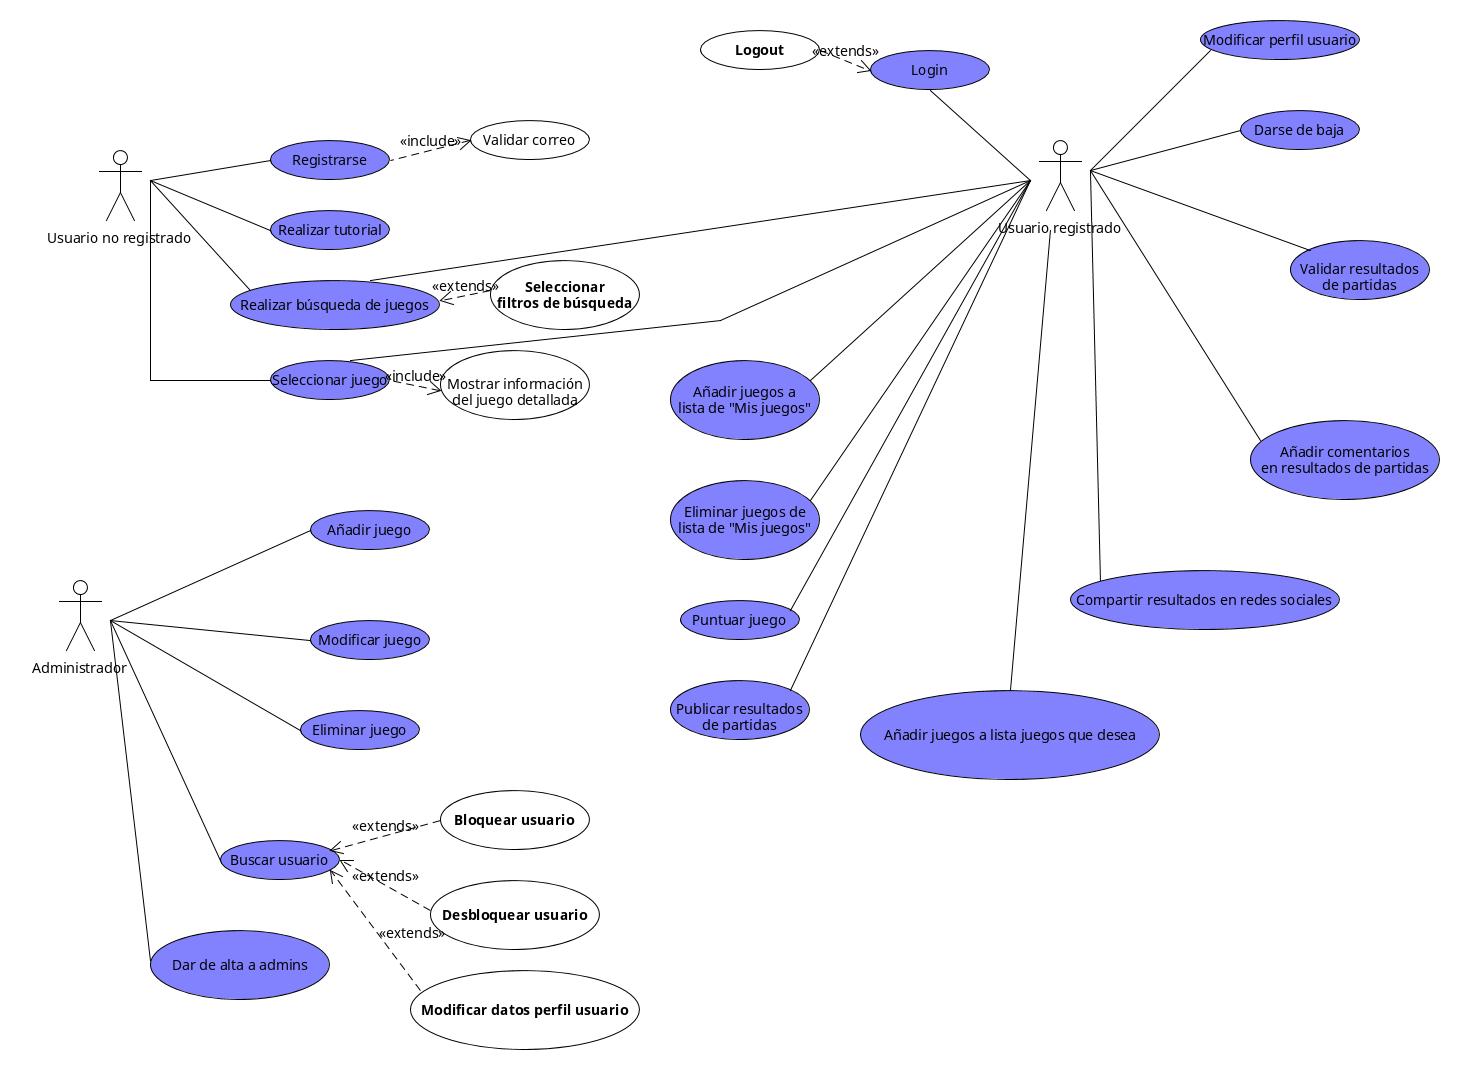 Logout
«extends»
Login
Modificar perfil usuario
Darse de baja
Usuario no registrado
Registrarse
«include»
Validar correo
Realizar tutorial
Realizar búsqueda de juegos
«extends»
Seleccionar
filtros de búsqueda
Seleccionar juego
«include»
Mostrar información
del juego detallada
Usuario registrado
Validar resultados
de partidas
Añadir juegos a
lista de "Mis juegos"
Añadir comentarios
en resultados de partidas
Eliminar juegos de
lista de "Mis juegos"
Compartir resultados en redes sociales
Puntuar juego
Publicar resultados
de partidas
Añadir juegos a lista juegos que desea
Administrador
Añadir juego
Modificar juego
Eliminar juego
Buscar usuario
«extends»
Bloquear usuario
«extends»
Desbloquear usuario
«extends»
Modificar datos perfil usuario
Dar de alta a admins